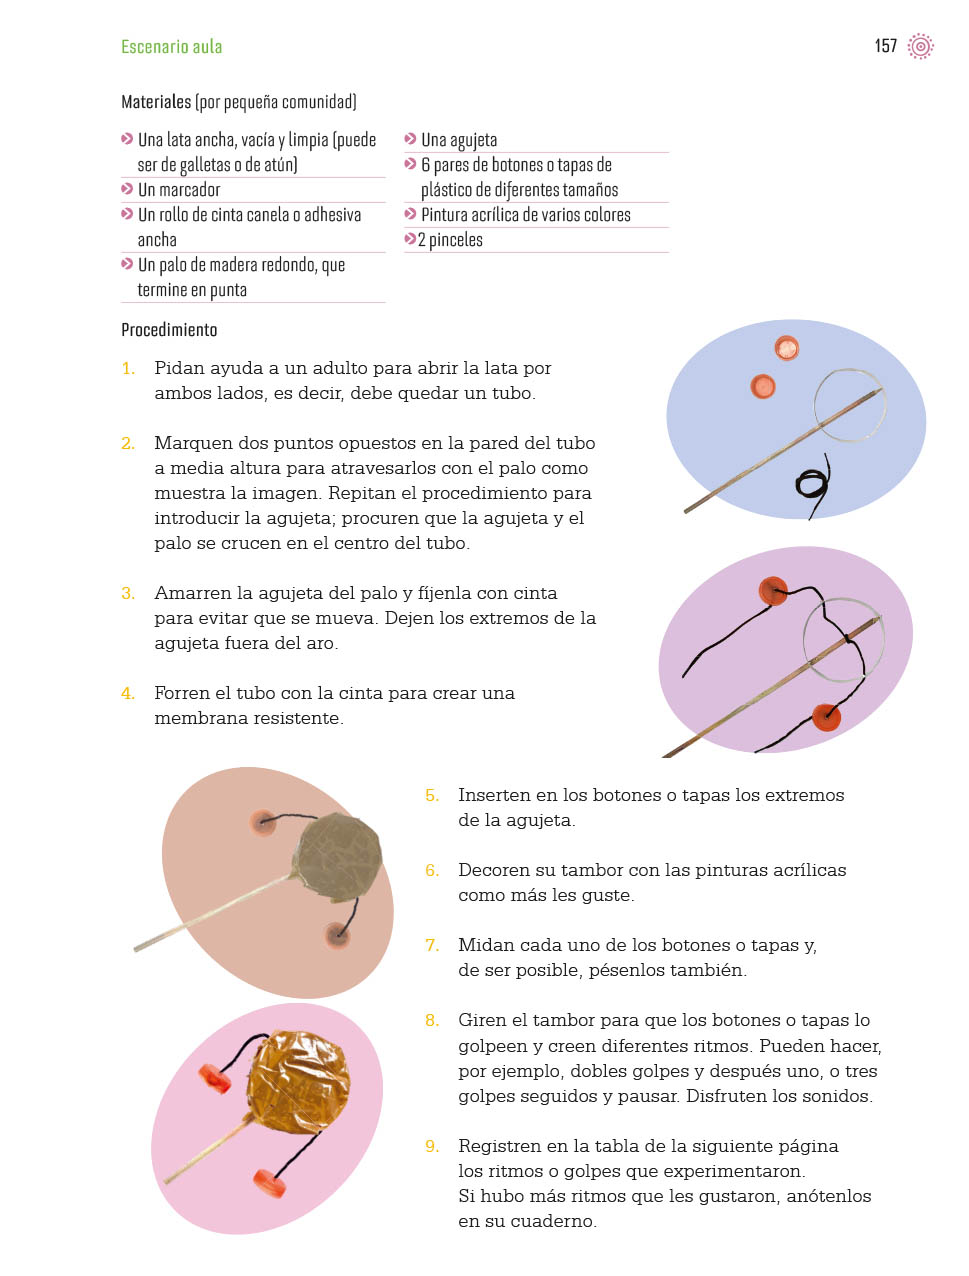 Escenario aula
157
Materiales (por pequeña comunidad)
Una lata ancha, vacía y limpia (puede
ser de galletas o de atún)
Un marcador
Un rollo de cinta canela o adhesiva
ancha
Un palo de madera redondo, que
termine en punta
Una agujeta
6 pares de botones o tapas de
plástico de diferentes tamaños
Pintura acrílica de varios colores
2 pinceles
Procedimiento
1. Pidan ayuda a un adulto para abrir la lata por
ambos lados, es decir, debe quedar un tubo.
2. Marquen dos puntos opuestos en la pared del tubo
a media altura para atravesarlos con el palo como
muestra la imagen. Repitan el procedimiento para
introducir la agujeta; procuren que la agujeta y el
palo se crucen en el centro del tubo.
3. Amarren la agujeta del palo y fíjenla con cinta
para evitar que se mueva. Dejen los extremos de la
agujeta fuera del aro.
4. Forren el tubo con la cinta para crear una
membrana resistente.
5. Inserten en los botones o tapas los extremos
de la agujeta.
6. Decoren su tambor con las pinturas acrílicas
como más les guste.
7. Midan cada uno de los botones o tapas y,
de ser posible, pésenlos también.
8. Giren el tambor para que los botones o tapas lo
golpeen y creen diferentes ritmos. Pueden hacer,
por ejemplo, dobles golpes y después uno, o tres
golpes seguidos y pausar. Disfruten los sonidos.
9. Registren en la tabla de la siguiente página
los ritmos o golpes que experimentaron.
Si hubo más ritmos que les gustaron, anótenlos
en su cuaderno.